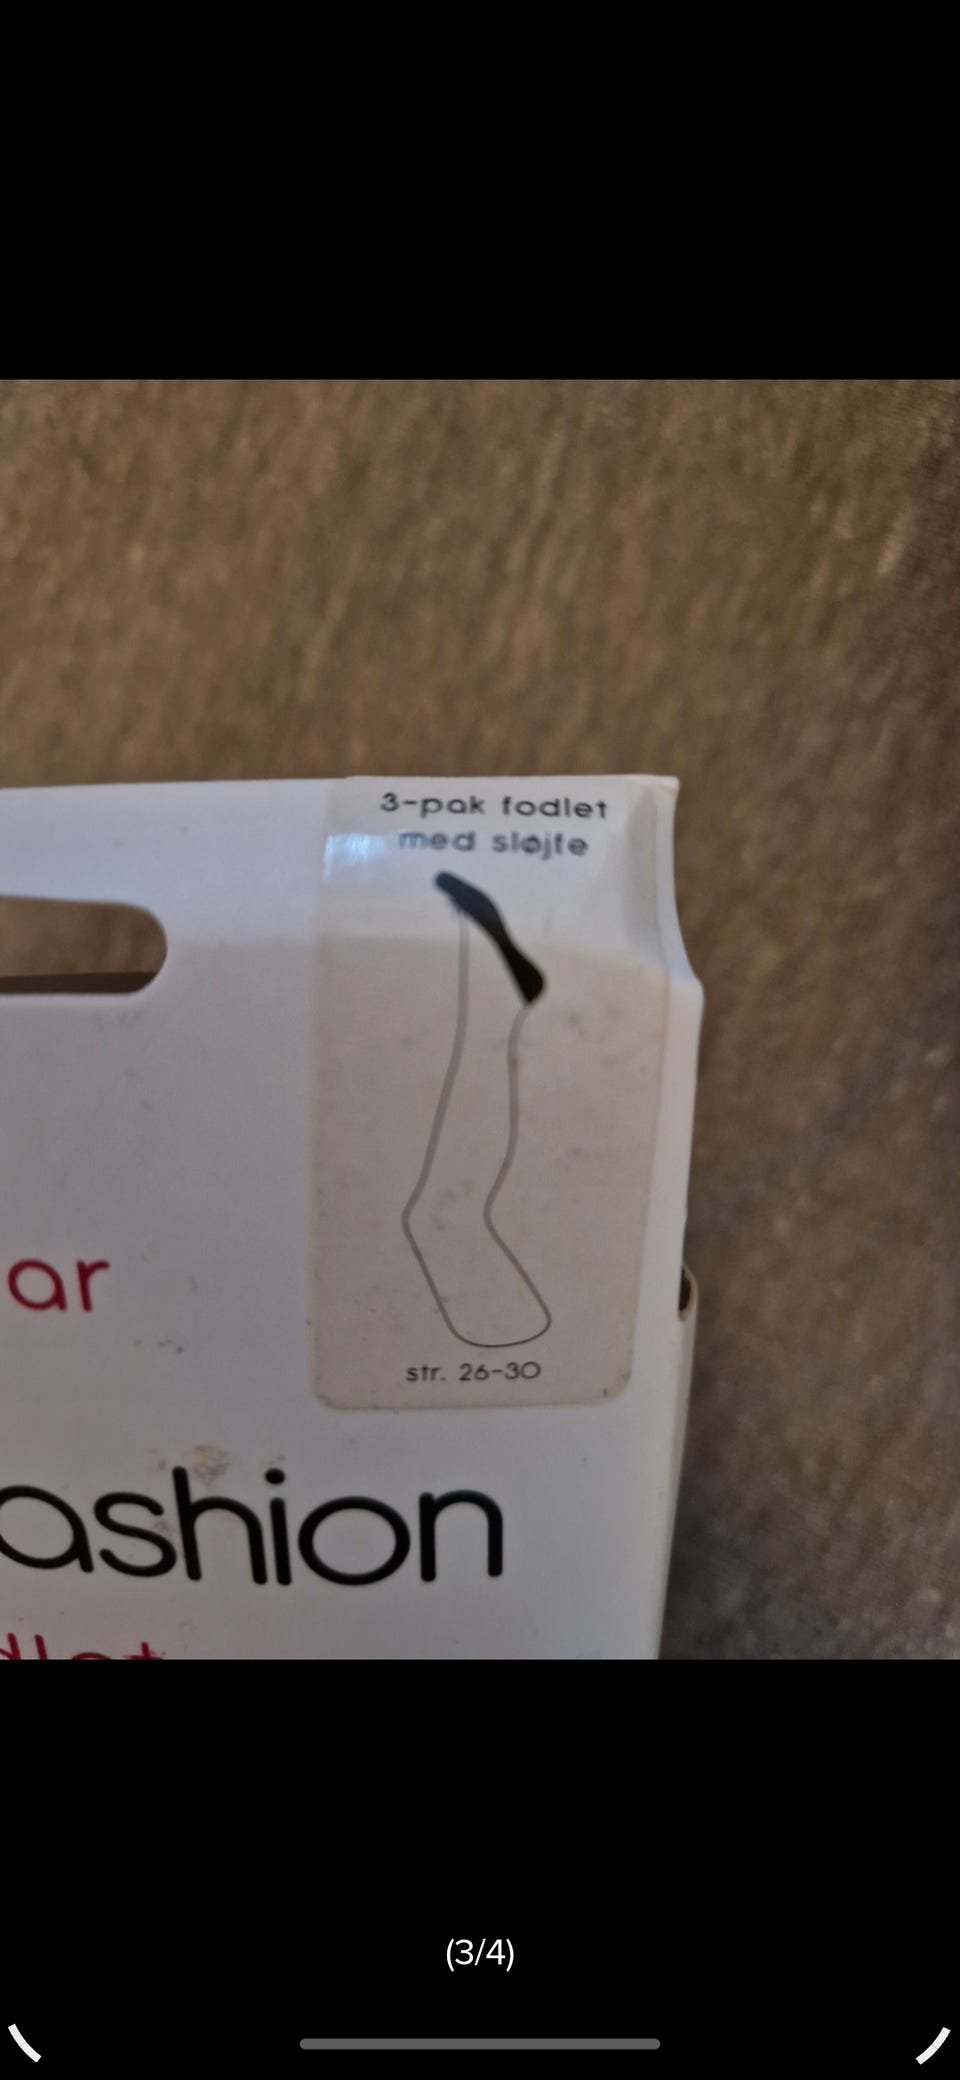 3-pak fodlet
med sløjfe
str. 26-30
ar
ashion
(3/4)